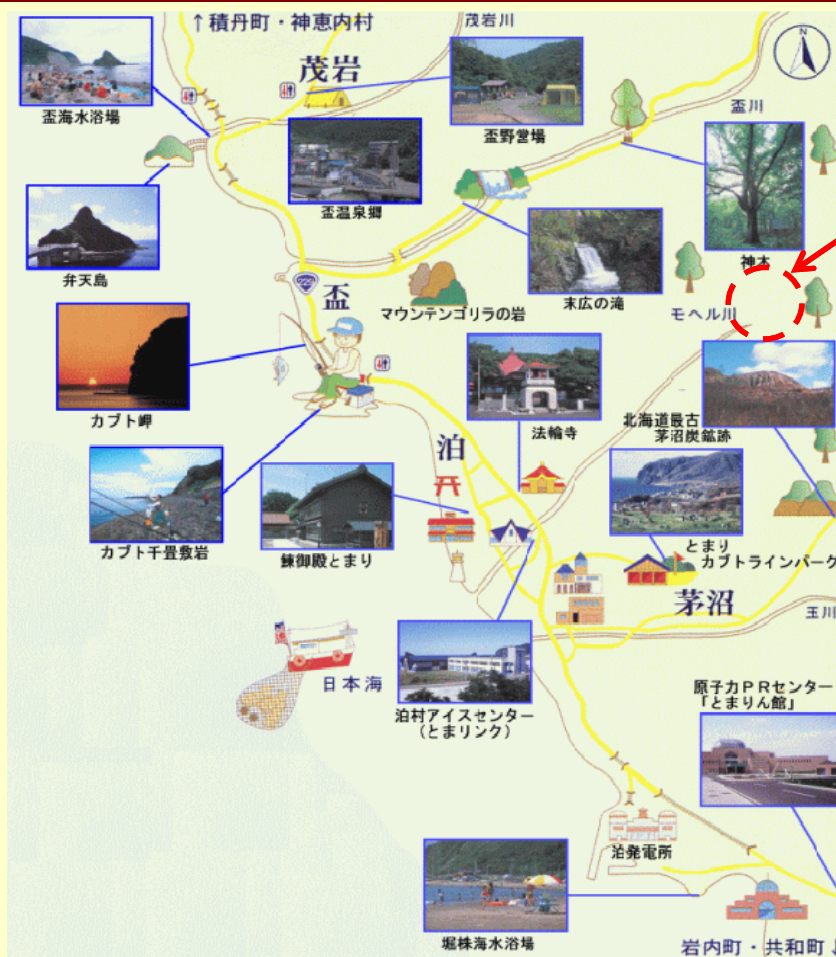 ↑積丹町・神恵内村
茂岩川
N
茂岩
盃海水浴場
盃野営場
盃川
盃温泉郷
弁天島
末広の滝
神木
229
盃
マウンテンゴリラの岩
モヘル川
カブト岬
法輪寺
北海道最古
茅沼炭鉱跡
泊
カブト千畳敷岩
鰊御殿とまり
とまり
カブトラインパーク
茅沼
玉川
日本海
泊村アイスセンター
(とまリンク)
原子力PRセンター
「とまりん館」
泊発電所
堀株海水浴場
岩内町・共和町